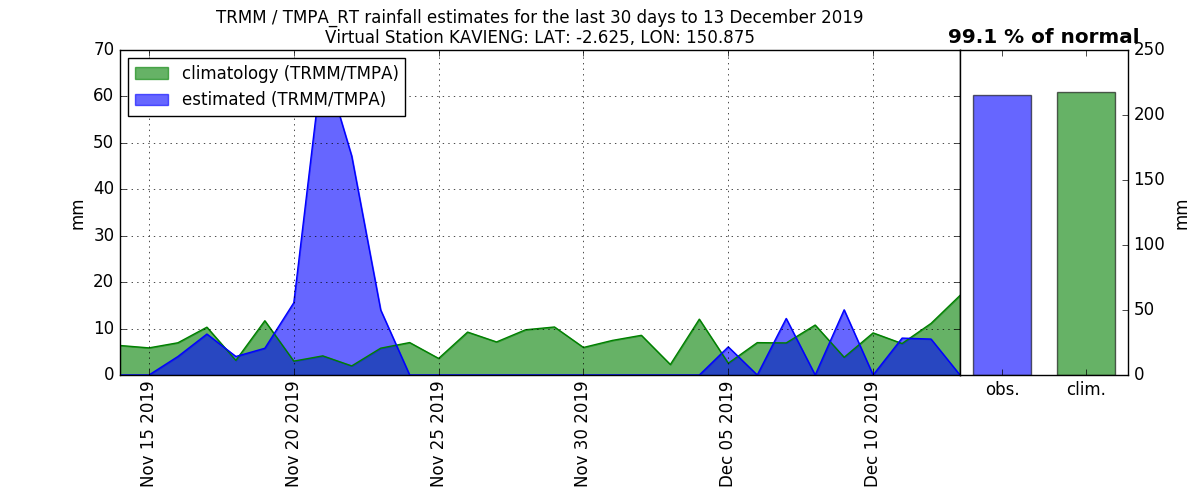 TRMM / TMPA_RT rainfall estimates for the last 30 days to 13 December 2019
Virtual Station KAVIENG: LAT: -2.625, LON: 150.875
99.1 % of normal
climatology (TRMM/TMPA)
estimated (TRMM/TMPA)
70
60
50
40
30
20
10
0
mm
Nov 15 2019
Nov 20 2019
Nov 25 2019
Nov 30 2019
Dec 05 2019
Dec 10 2019
250
200
150
100
50
0
mm
obs.
clim.